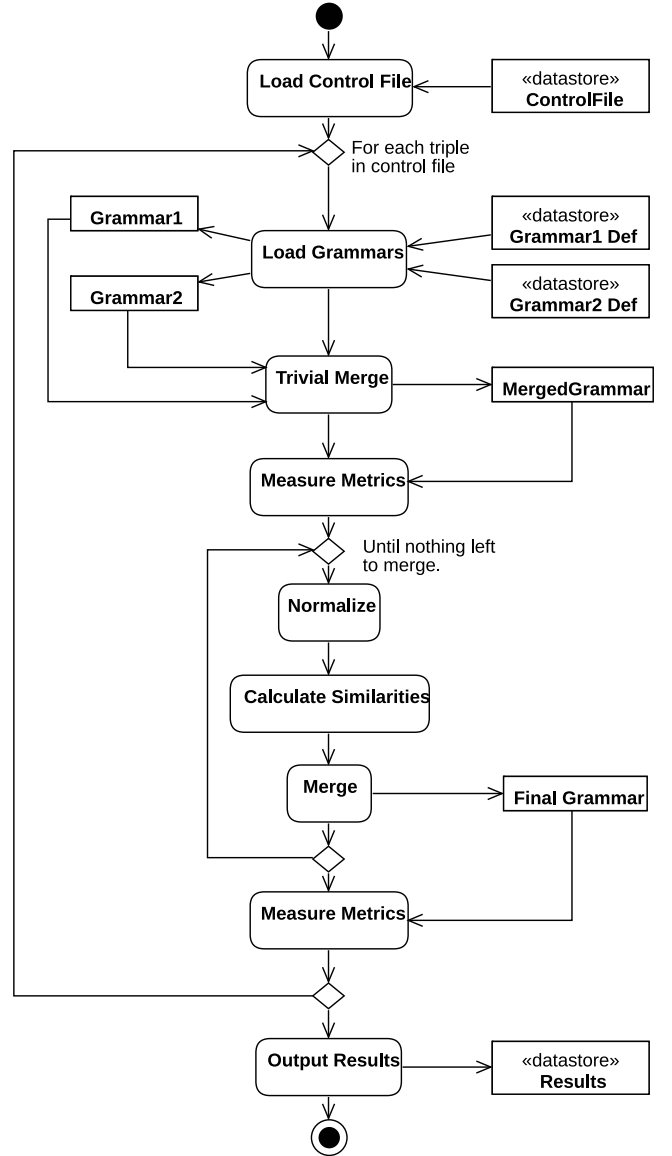 Load Control File
«datastore»
ControlFile
For each triple
in control file
Grammar1
«datastore»
Grammar1 Def
Load Grammars
Grammar2
«datastore»
Grammar2 Def
Trivial Merge
MergedGrammar
Measure Metrics
Until nothing left
to merge.
Normalize
Calculate Similarities
Merge
Final Grammar
Measure Metrics
Output Results
«datastore»
Results